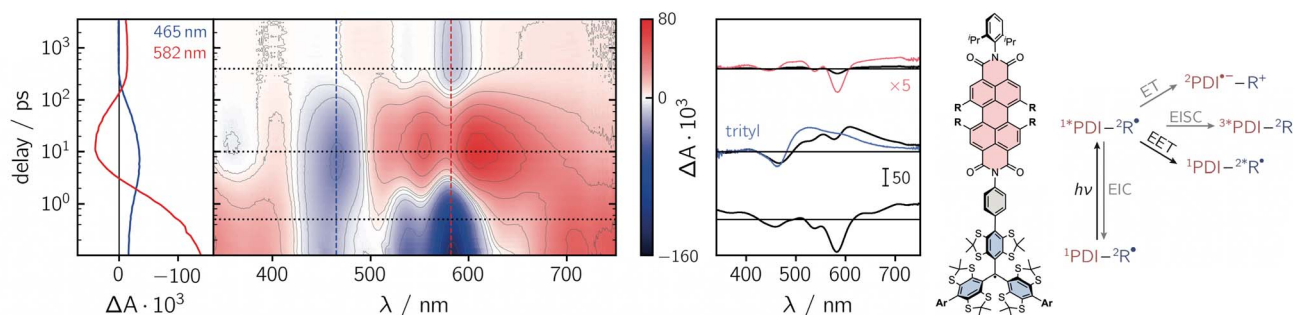 465 nm
582 nm
delay / ps
10³
10²
10¹
10⁰
0
−100
ΔA · 10³
400
500
600
700
λ / nm
80
0
−160
ΔA · 10³
×5
trityl
50
400
500
600
700
λ / nm
ⁱPr
ⁱPr
O
N
O
R
R
R
R
O
N
O
S
S
S
S
S
S
S
S
S
S
S
S
Ar
Ar
²PDI•−–R⁺
ET
¹*PDI–²R•
EISC
³*PDI–²R
EET
¹PDI–²*R•
hν
EIC
¹PDI–²R•